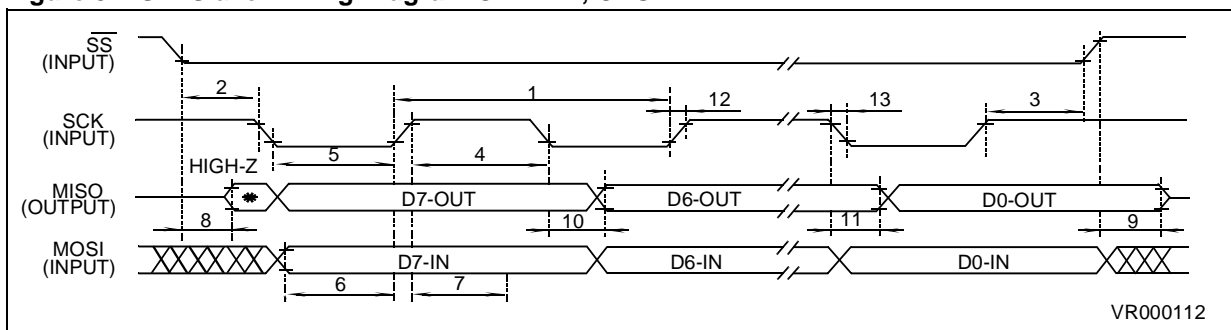 SS
(INPUT)
2
1
12
13
3
SCK
(INPUT)
5
4
HIGH-Z
MISO
(OUTPUT)
D7-OUT
D6-OUT
D0-OUT
8
10
11
9
MOSI
(INPUT)
D7-IN
D6-IN
D0-IN
6
7
VR000112